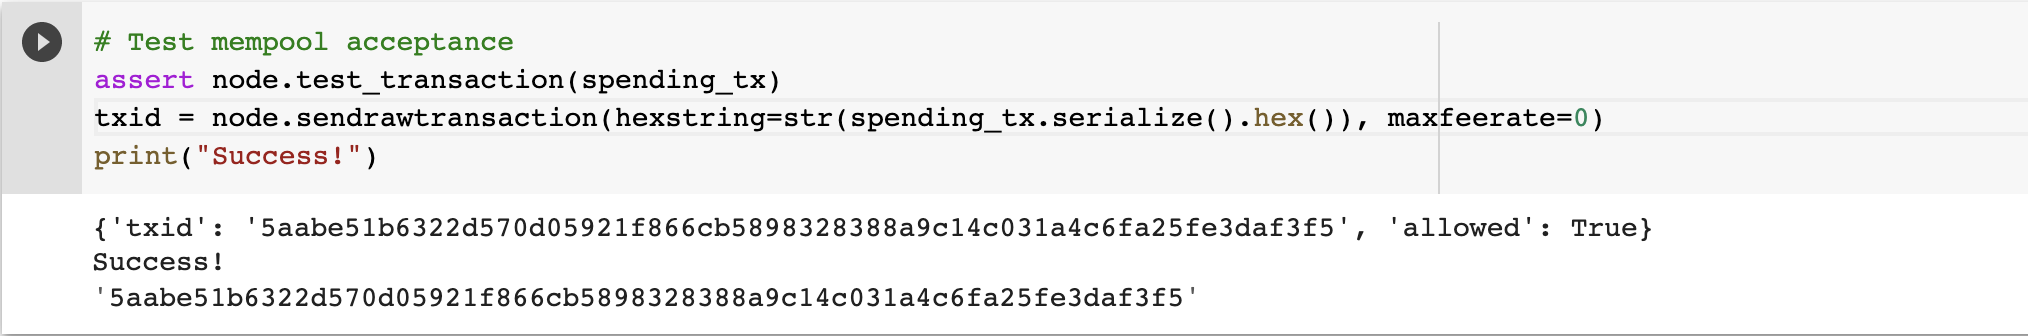 # Test mempool acceptance
assert node.test_transaction(spending_tx)
txid = node.sendrawtransaction(hexstring=str(spending_tx.serialize().hex()), maxfeerate=0)
print("Success!")
{'txid': '5aabe51b6322d570d05921f866cb5898328388a9c14c031a4c6fa25fe3daf3f5', 'allowed': True}
Success!
'5aabe51b6322d570d05921f866cb5898328388a9c14c031a4c6fa25fe3daf3f5'